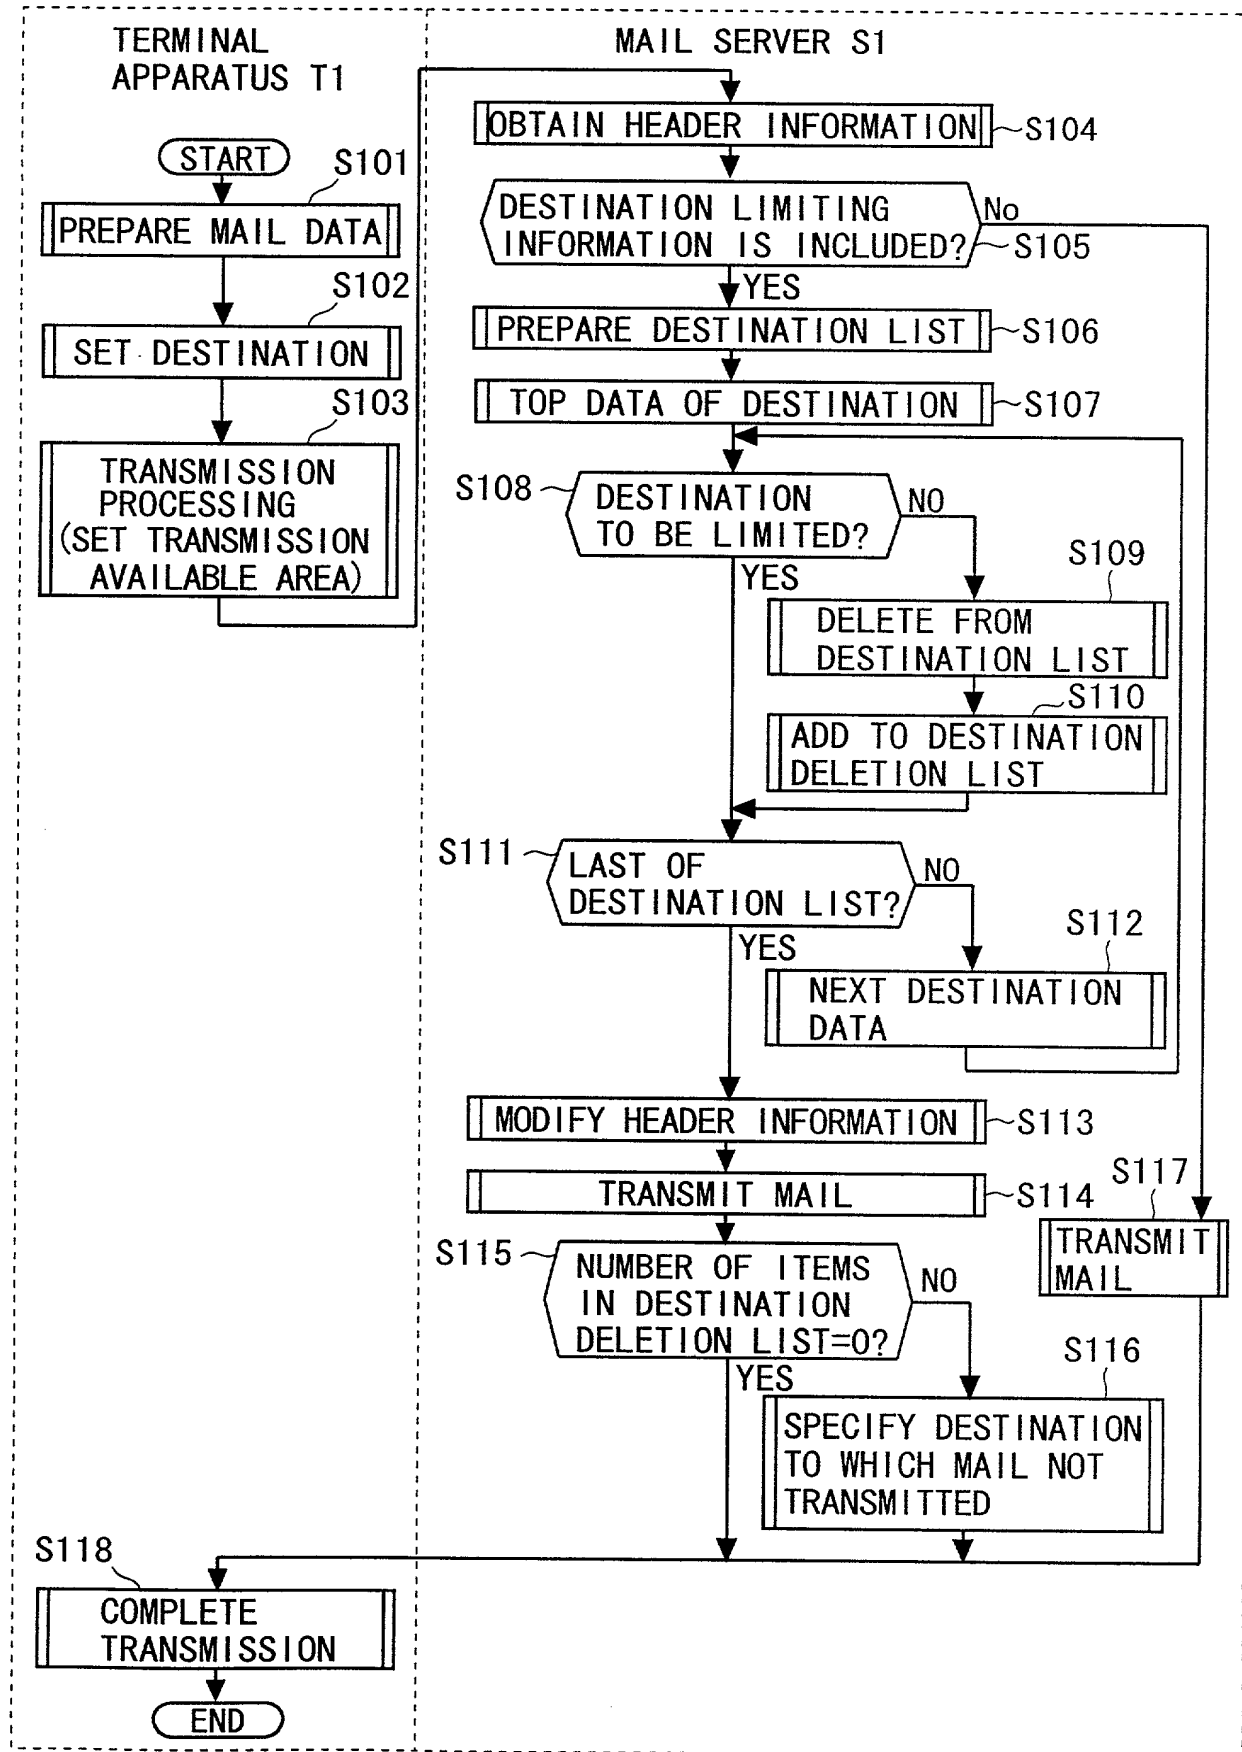 TERMINAL
APPARATUS T1
START
S101
PREPARE MAIL DATA
S102
SET DESTINATION
S103
TRANSMISSION
PROCESSING
(SET TRANSMISSION
AVAILABLE AREA)
MAIL SERVER S1
OBTAIN HEADER INFORMATION
S104
DESTINATION LIMITING
INFORMATION IS INCLUDED?
No
S105
YES
PREPARE DESTINATION LIST
S106
TOP DATA OF DESTINATION
S107
S108
DESTINATION
TO BE LIMITED?
NO
YES
S109
DELETE FROM
DESTINATION LIST
S110
ADD TO DESTINATION
DELETION LIST
S111
LAST OF
DESTINATION LIST?
NO
YES
S112
NEXT DESTINATION
DATA
MODIFY HEADER INFORMATION
S113
TRANSMIT MAIL
S114
S117
TRANSMIT
MAIL
S115
NUMBER OF ITEMS
IN DESTINATION
DELETION LIST=0?
NO
YES
S116
SPECIFY DESTINATION
TO WHICH MAIL NOT
TRANSMITTED
S118
COMPLETE
TRANSMISSION
END